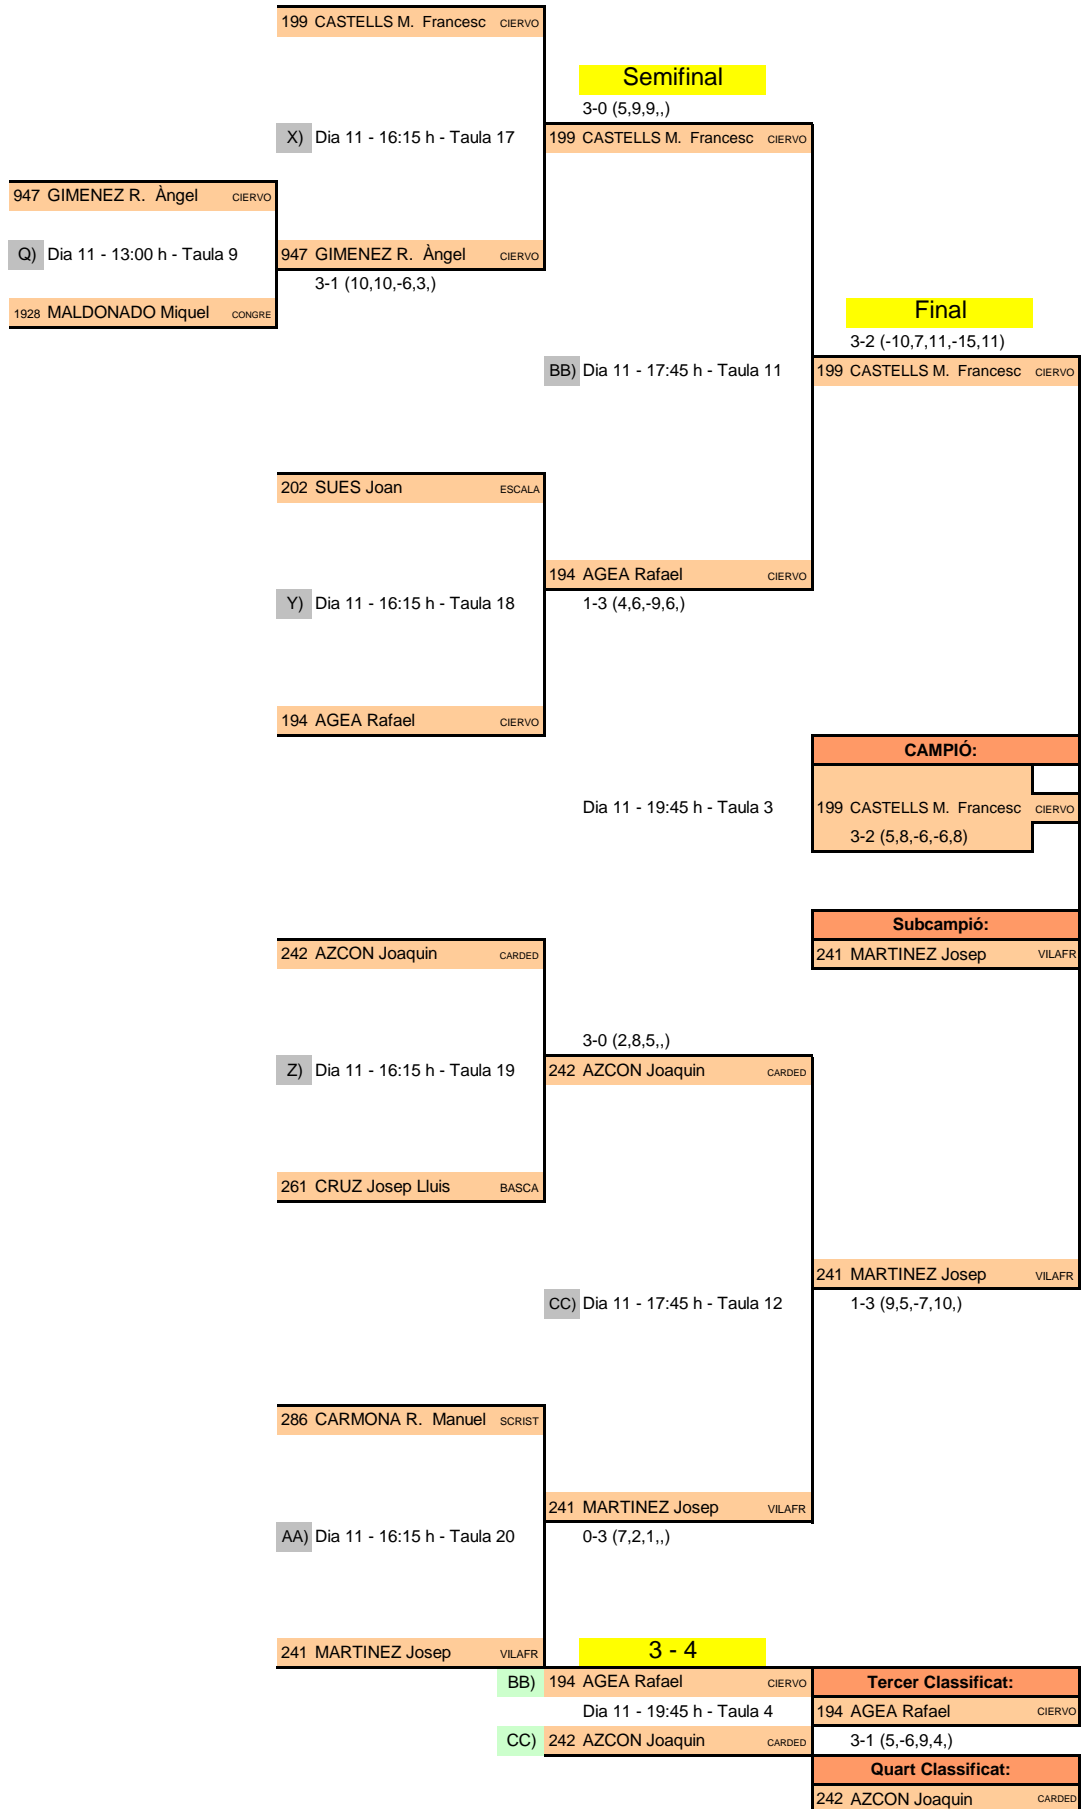 199 CASTELLS M. Francesc CIERVO
Semifinal
3-0 (5,9,9,,)
X) Dia 11 - 16:15 h - Taula 17
199 CASTELLS M. Francesc CIERVO
947 GIMENEZ R. Àngel CIERVO
Q) Dia 11 - 13:00 h - Taula 9
947 GIMENEZ R. Àngel CIERVO
3-1 (10,10,-6,3,)
1928 MALDONADO Miquel CONGRE
Final
3-2 (-10,7,11,-15,11)
BB) Dia 11 - 17:45 h - Taula 11
199 CASTELLS M. Francesc CIERVO
202 SUES Joan ESCALA
194 AGEA Rafael CIERVO
Y) Dia 11 - 16:15 h - Taula 18
1-3 (4,6,-9,6,)
194 AGEA Rafael CIERVO
CAMPIÓ:
Dia 11 - 19:45 h - Taula 3
199 CASTELLS M. Francesc CIERVO
3-2 (5,8,-6,-6,8)
Subcampió:
242 AZCON Joaquin CARDED
241 MARTINEZ Josep VILAFR
3-0 (2,8,5,,)
Z) Dia 11 - 16:15 h - Taula 19
242 AZCON Joaquin CARDED
261 CRUZ Josep Lluis BASCA
241 MARTINEZ Josep VILAFR
CC) Dia 11 - 17:45 h - Taula 12
1-3 (9,5,-7,10,)
286 CARMONA R. Manuel SCRIST
241 MARTINEZ Josep VILAFR
AA) Dia 11 - 16:15 h - Taula 20
0-3 (7,2,1,,)
241 MARTINEZ Josep VILAFR
3 - 4
BB) 194 AGEA Rafael CIERVO
Tercer Classificat:
Dia 11 - 19:45 h - Taula 4
194 AGEA Rafael CIERVO
CC) 242 AZCON Joaquin CARDED
3-1 (5,-6,9,4,)
Quart Classificat:
242 AZCON Joaquin CARDED